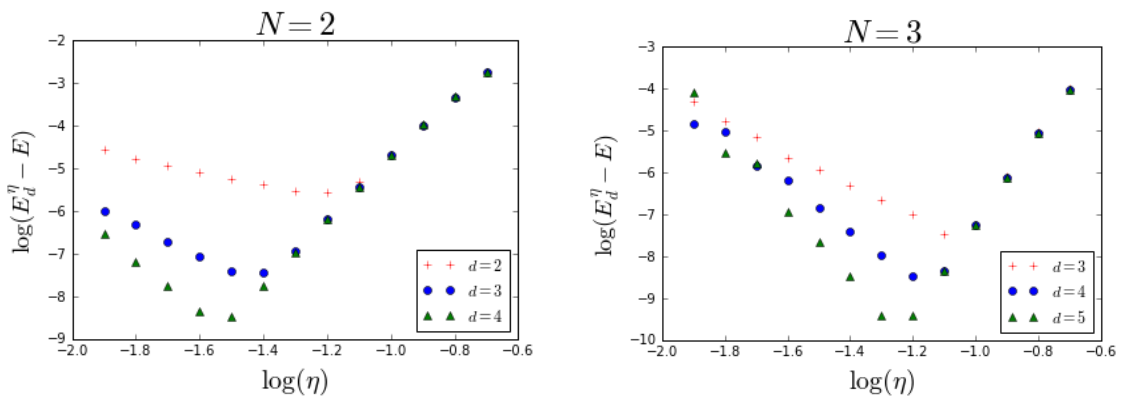 N = 2
−2
−3
−4
−5
−6
−7
−8
−9
log(E_d^η − E)
−2.0 −1.8 −1.6 −1.4 −1.2 −1.0 −0.8 −0.6
log(η)
d = 2
d = 3
d = 4
N = 3
−3
−4
−5
−6
−7
−8
−9
−10
log(E_d^η − E)
−2.0 −1.8 −1.6 −1.4 −1.2 −1.0 −0.8 −0.6
log(η)
d = 3
d = 4
d = 5